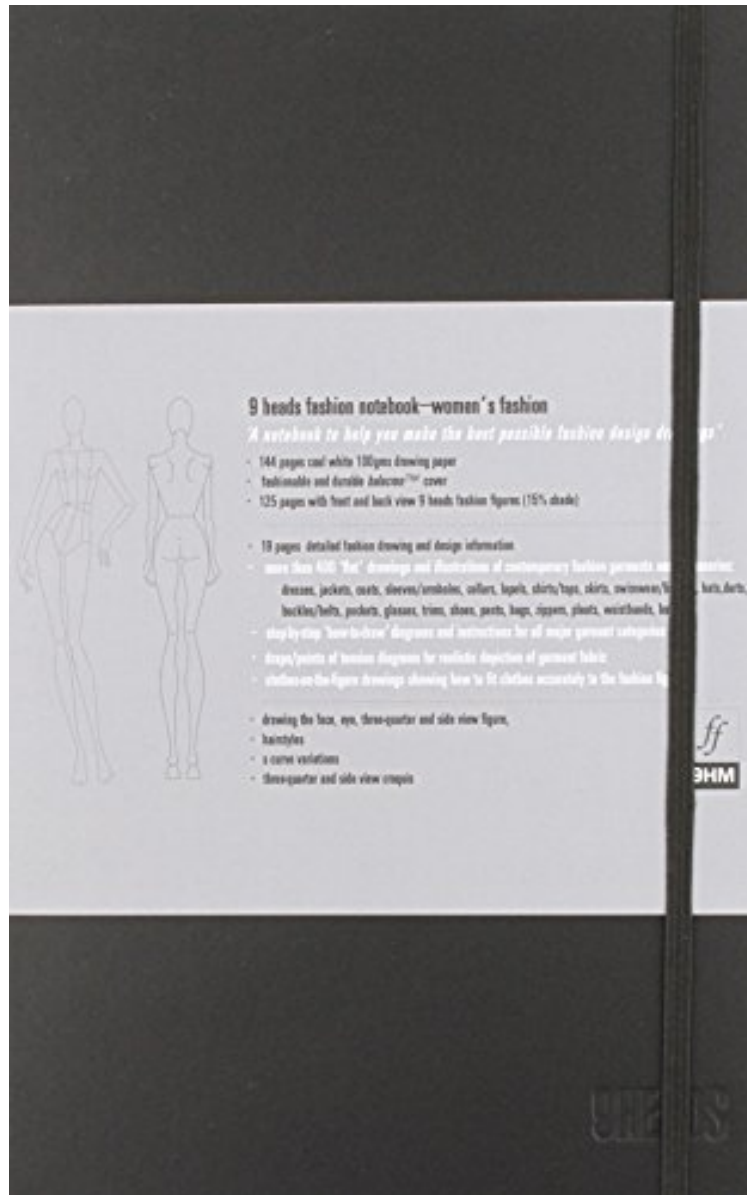 9 heads fashion notebook—women's fashion
'A notebook to help you make the best possible fashion design
· 144 pages cool white 100gms drawing paper
· fashionable and durable cover
· 125 pages with front and back view 9 heads fashion figures (15% shade)
· 19 pages detailed fashion drawing and design information
- more than 400 'flat' drawings and illustrations of contemporary fashion garments
dresses, jackets, coats, sleeves/armholes, collars, lapels, shirts/tops, skirts, hats, darts,
buckles/belts, pockets, glasses, trims, shoes, pants, bags, zippers, pleats, waistbands,
- step-by-step 'how-to-draw' diagrams and instructions for all major garment categories
- drape/points of tension diagrams for realistic depiction of garment fabric
- clothes-on-the-figure drawings showing how to fit clothes accurately to the fashion
· drawing the face, eye, three-quarter and side view figure,
· hairstyles
· s curve variations
· three-quarter and side view croquis
ff
9HM
9HEADS